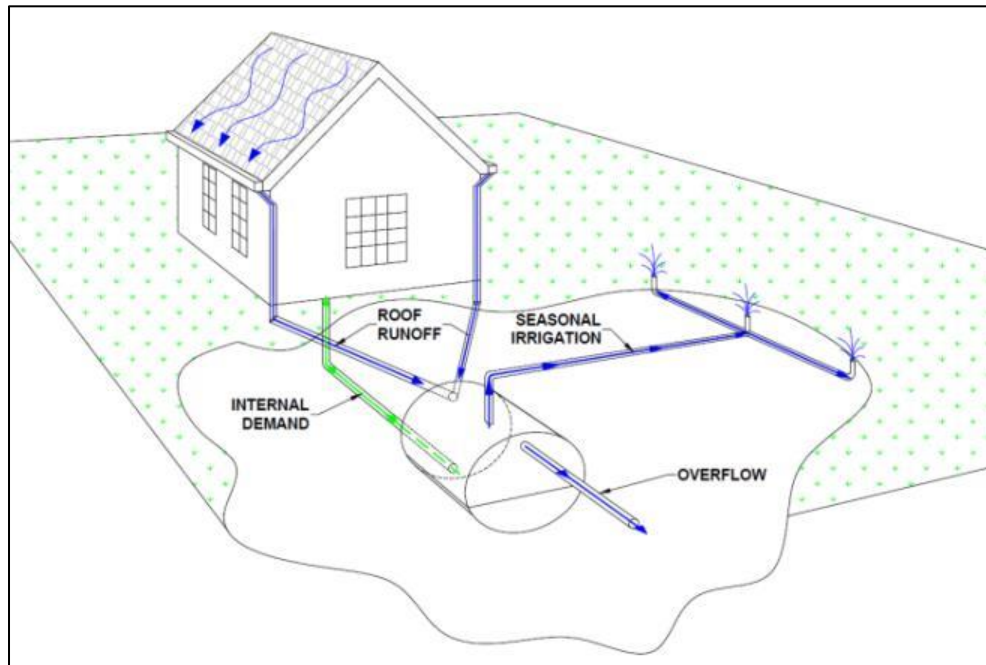 ROOF
RUNOFF
SEASONAL
IRRIGATION
INTERNAL
DEMAND
OVERFLOW